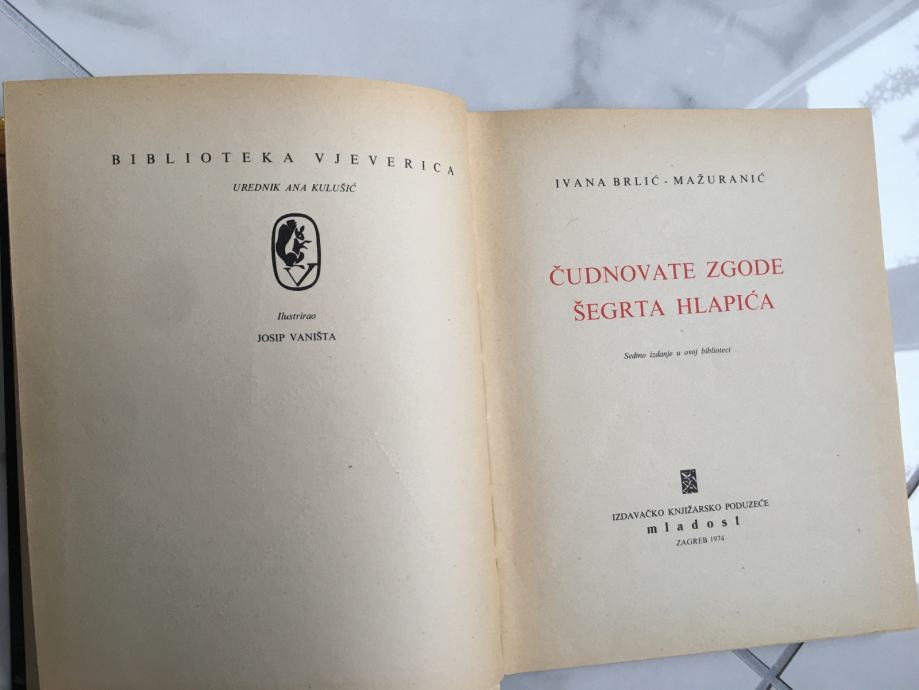 BIBLIOTEKA VJEVERICA
UREDNIK ANA KULUŠIĆ
V
Ilustrirao
JOSIP VANIŠTA
IVANA BRLIĆ-MAŽURANIĆ
ČUDNOVATE ZGODE
ŠEGRTA HLAPIĆA
Sedmo izdanje u ovoj biblioteci
IZDAVAČKO KNJIŽARSKO PODUZEĆE
mladost
ZAGREB 1974